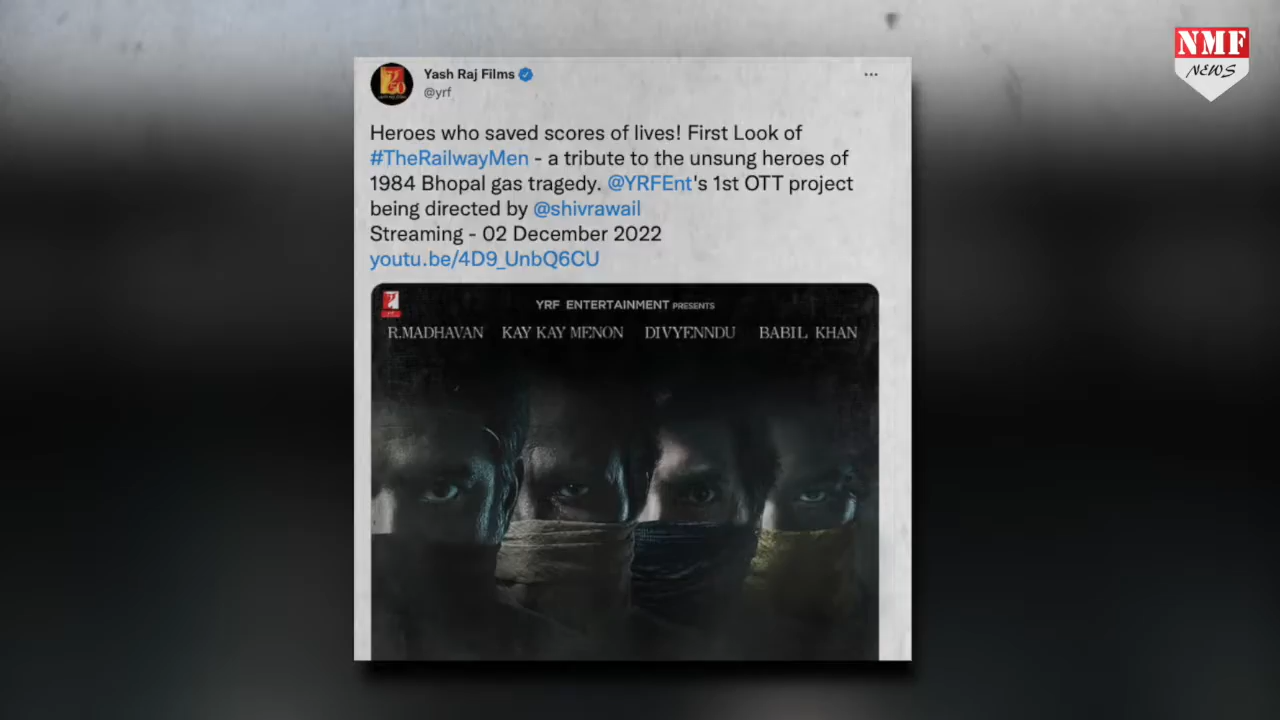 NMF
NEWS
Yash Raj Films
@yrf
Heroes who saved scores of lives! First Look of
#TheRailwayMen - a tribute to the unsung heroes of
1984 Bhopal gas tragedy. @YRFEnt's 1st OTT project
being directed by @shivrawail
Streaming - 02 December 2022
youtu.be/4D9_UnbQ6CU
YRF ENTERTAINMENT PRESENTS
R.MADHAVAN KAY KAY MENON DIVYENNDU BABIL KHAN